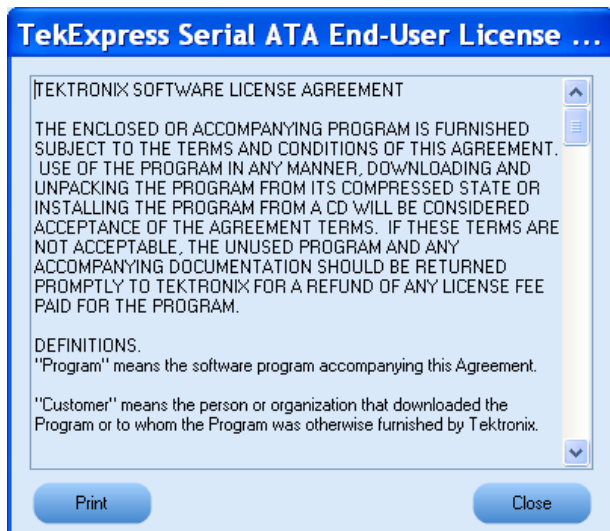 TekExpress Serial ATA End-User License ...
TEKTRONIX SOFTWARE LICENSE AGREEMENT
THE ENCLOSED OR ACCOMPANYING PROGRAM IS FURNISHED
SUBJECT TO THE TERMS AND CONDITIONS OF THIS AGREEMENT.
USE OF THE PROGRAM IN ANY MANNER, DOWNLOADING AND
UNPACKING THE PROGRAM FROM ITS COMPRESSED STATE OR
INSTALLING THE PROGRAM FROM A CD WILL BE CONSIDERED
ACCEPTANCE OF THE AGREEMENT TERMS.  IF THESE TERMS ARE
NOT ACCEPTABLE, THE UNUSED PROGRAM AND ANY
ACCOMPANYING DOCUMENTATION SHOULD BE RETURNED
PROMPTLY TO TEKTRONIX FOR A REFUND OF ANY LICENSE FEE
PAID FOR THE PROGRAM.
DEFINITIONS.
"Program" means the software program accompanying this Agreement.
"Customer" means the person or organization that downloaded the
Program or to whom the Program was otherwise furnished by Tektronix.
Print
Close